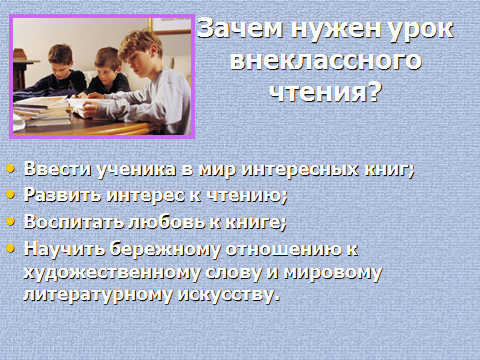 Зачем нужен урок
внеклассного
чтения?
Ввести ученика в мир интересных книг;
Развить интерес к чтению;
Воспитать любовь к книге;
Научить бережному отношению к
художественному слову и мировому
литературному искусству.